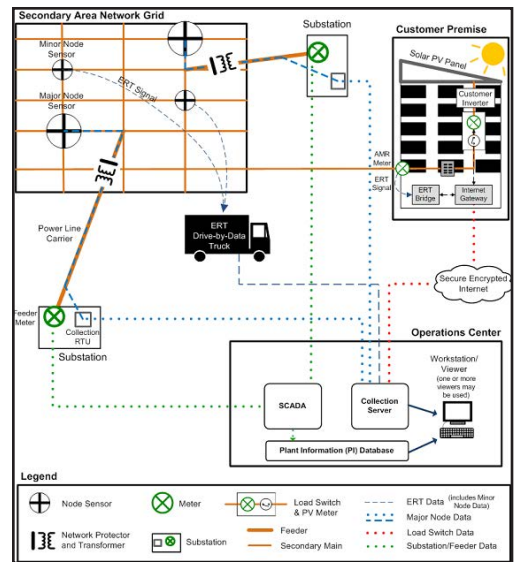 Secondary Area Network Grid
Minor Node
Sensor
ERT Signal
Major Node
Sensor
Power Line
Carrier
Substation
Customer Premise
Solar PV Panel
Customer
Inverter
AMR
Meter
ERT
Signal
ERT
Bridge
Internet
Gateway
ERT
Drive-by-Data
Truck
Secure Encrypted
Internet
Feeder
Meter
Collection
RTU
Substation
Operations Center
Workstation/
Viewer
(one or more
viewers may
be used)
SCADA
Collection
Server
Plant Information (PI) Database
Legend
Node Sensor
Meter
Load Switch
& PV Meter
ERT Data (includes Minor
Node Data)
Major Node Data
Network Protector
and Transformer
Substation
Feeder
Secondary Main
Load Switch Data
Substation/Feeder Data